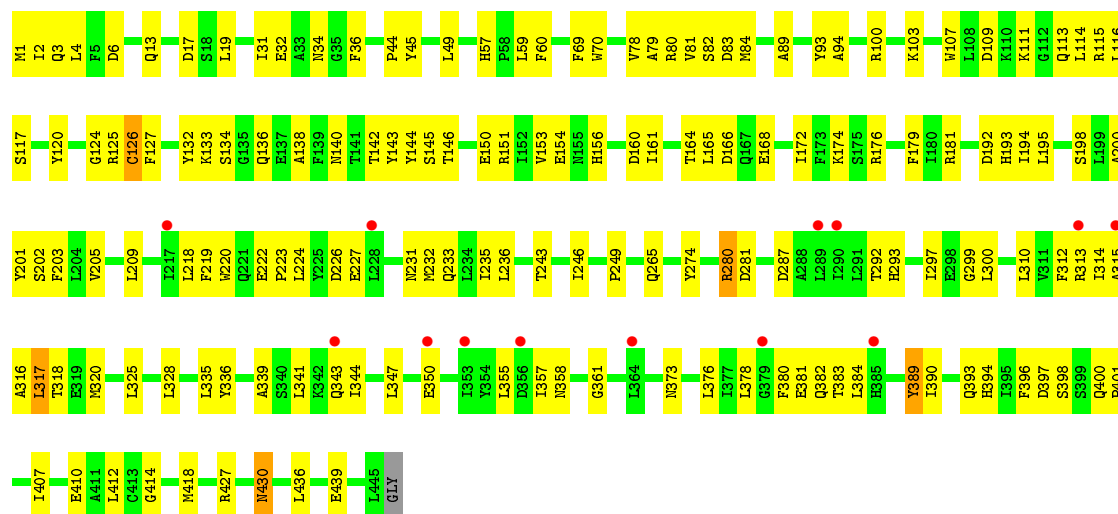 M1 I2 Q3 L4 F5 D6 Q13 D17 S18 L19 I31 E32 A33 N34 G35 F36 P44 Y45 L49 H57 P58 L59 F60 F69 W70 V78 A79 R80 V81 S82 D83 M84 A89 Y93 A94 R100 K103 W107 L108 D109 K110 K111 G112 Q113 L114 R115 L116
S117 Y120 G124 R125 C126 F127 Y132 K133 S134 G135 Q136 E137 A138 F139 N140 T141 T142 Y143 Y144 S145 T146 E150 R151 I152 V153 E154 N155 H156 D160 I161 T164 L165 D166 Q167 E168 I172 F173 K174 S175 R176 F179 I180 R181 D192 H193 I194 L195 S198 L199 A200
Y201 S202 F203 L204 V205 L209 I217 L218 F219 W220 Q221 E222 P223 L224 Y225 D226 E227 L228 N231 M232 Q233 L234 I235 L236 T243 I246 P249 Q265 Y274 R280 D281 D287 A288 L289 I290 L291 T292 H293 I297 E298 G299 L300 L310 V311 F312 R313 I314 A315
A316 L317 T318 E319 M320 L325 L328 L335 Y336 A339 S340 L341 K342 Q343 I344 L347 E350 I353 Y354 L355 D356 I357 N358 G361 L364 N373 L376 I377 L378 G379 F380 E381 Q382 T383 L384 H385 Y389 I390 Q393 H394 I395 F396 D397 S398 S399 Q400
I407 E410 A411 L412 C413 G414 M418 R427 N430 L436 E439 L445 GLY